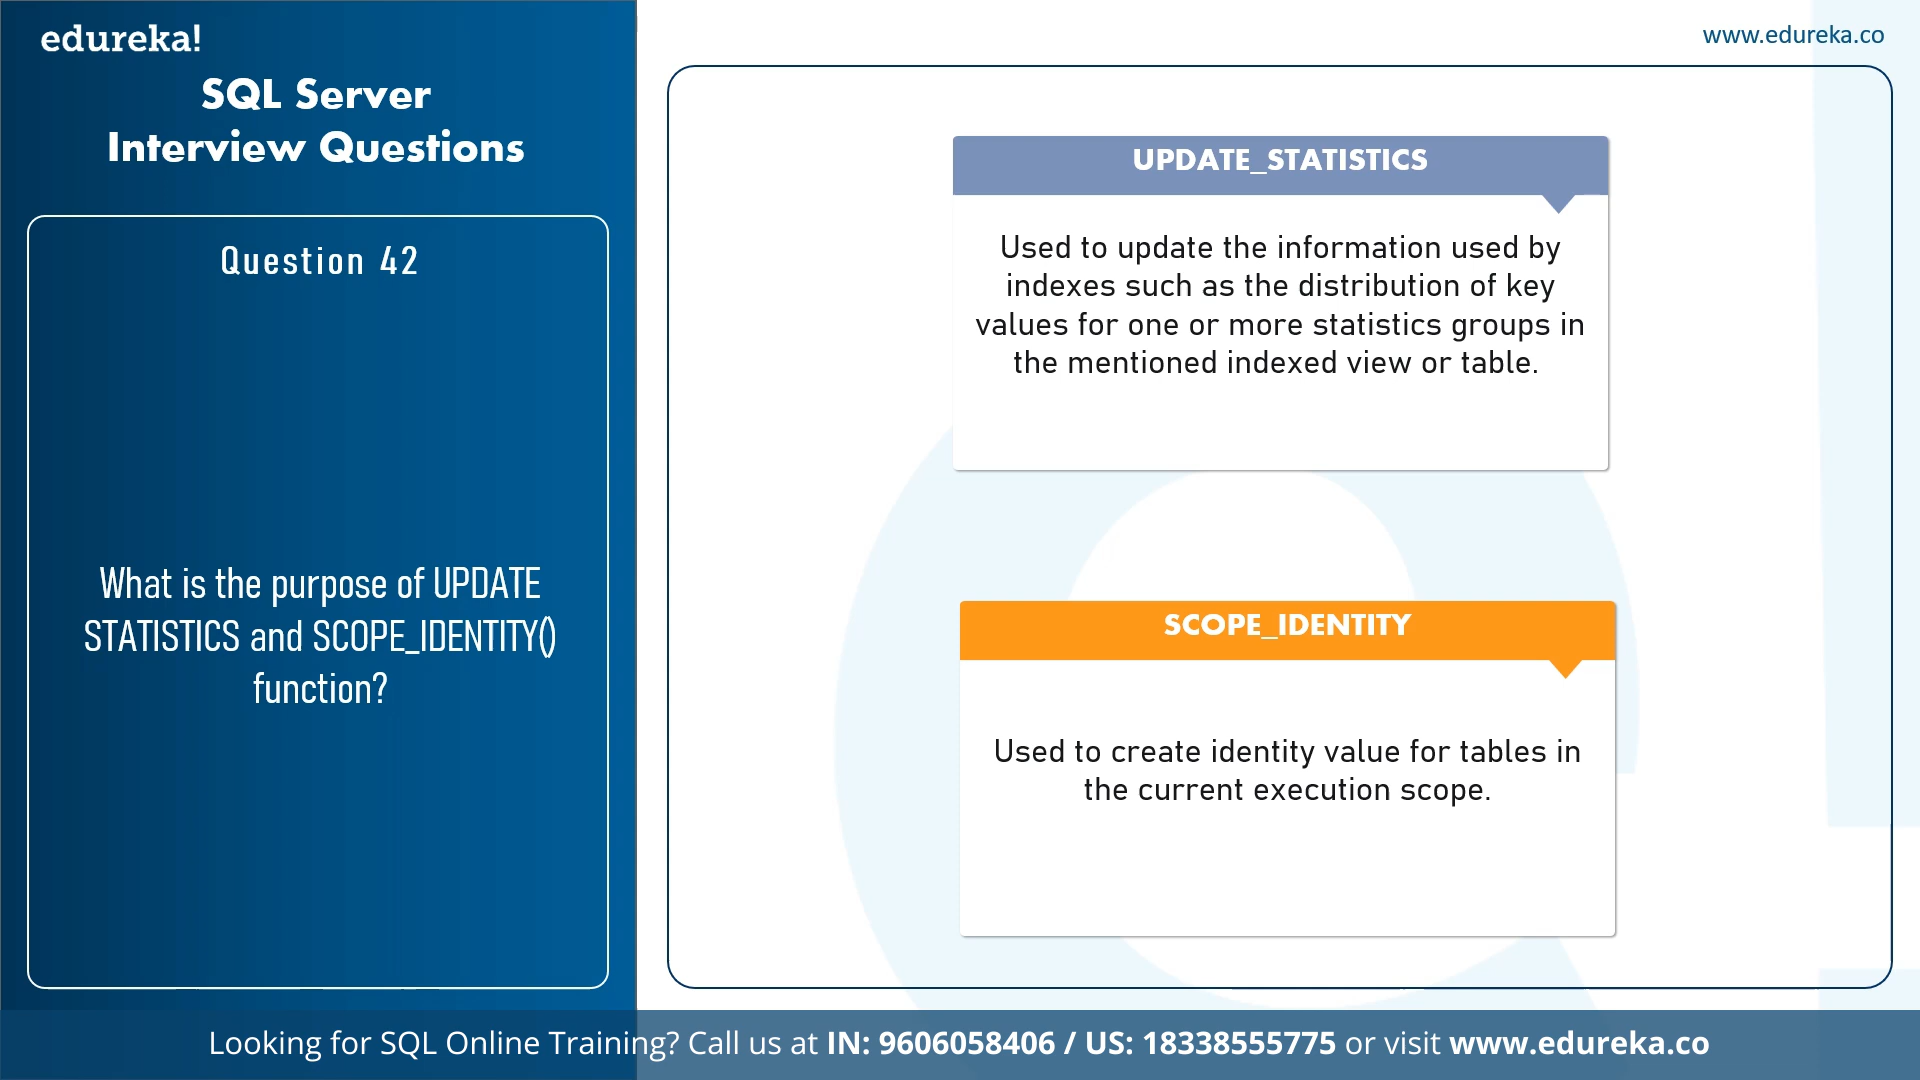 edureka!
www.edureka.co
SQL Server
Interview Questions
Question 42
What is the purpose of UPDATE
STATISTICS and SCOPE_IDENTITY()
function?
UPDATE_STATISTICS
Used to update the information used by
indexes such as the distribution of key
values for one or more statistics groups in
the mentioned indexed view or table.
SCOPE_IDENTITY
Used to create identity value for tables in
the current execution scope.
Looking for SQL Online Training? Call us at IN: 9606058406 / US: 18338555775 or visit www.edureka.co